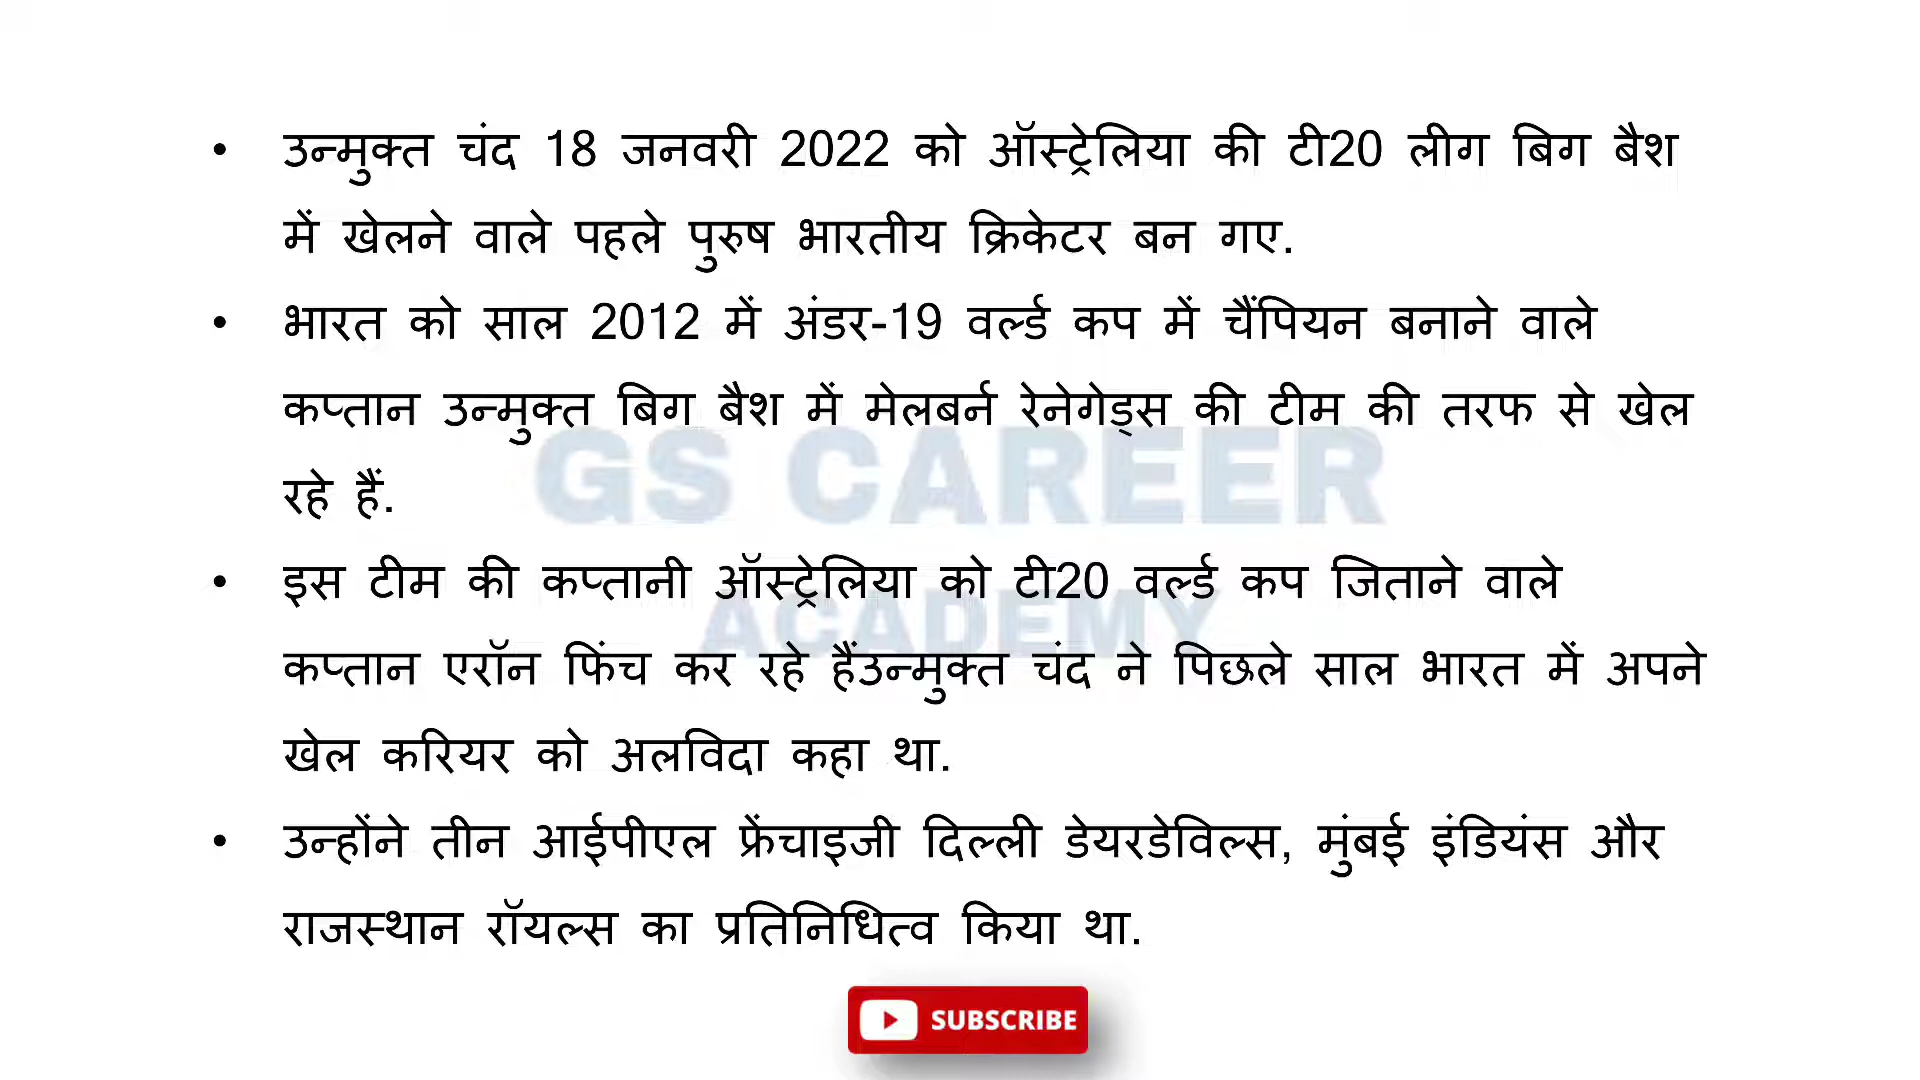 • उन्मुक्त चंद 18 जनवरी 2022 को ऑस्ट्रेलिया की टी20 लीग बिग बैश
में खेलने वाले पहले पुरुष भारतीय क्रिकेटर बन गए.
• भारत को साल 2012 में अंडर-19 वर्ल्ड कप में चैंपियन बनाने वाले
कप्तान उन्मुक्त बिग बैश में मेलबर्न रेनेगेड्स की टीम की तरफ से खेल
रहे हैं.
GS CAREER
• इस टीम की कप्तानी ऑस्ट्रेलिया को टी20 वर्ल्ड कप जिताने वाले
ACADEMY
कप्तान एरॉन फिंच कर रहे हैंउन्मुक्त चंद ने पिछले साल भारत में अपने
खेल करियर को अलविदा कहा था.
• उन्होंने तीन आईपीएल फ्रेंचाइजी दिल्ली डेयरडेविल्स, मुंबई इंडियंस और
राजस्थान रॉयल्स का प्रतिनिधित्व किया था.
SUBSCRIBE